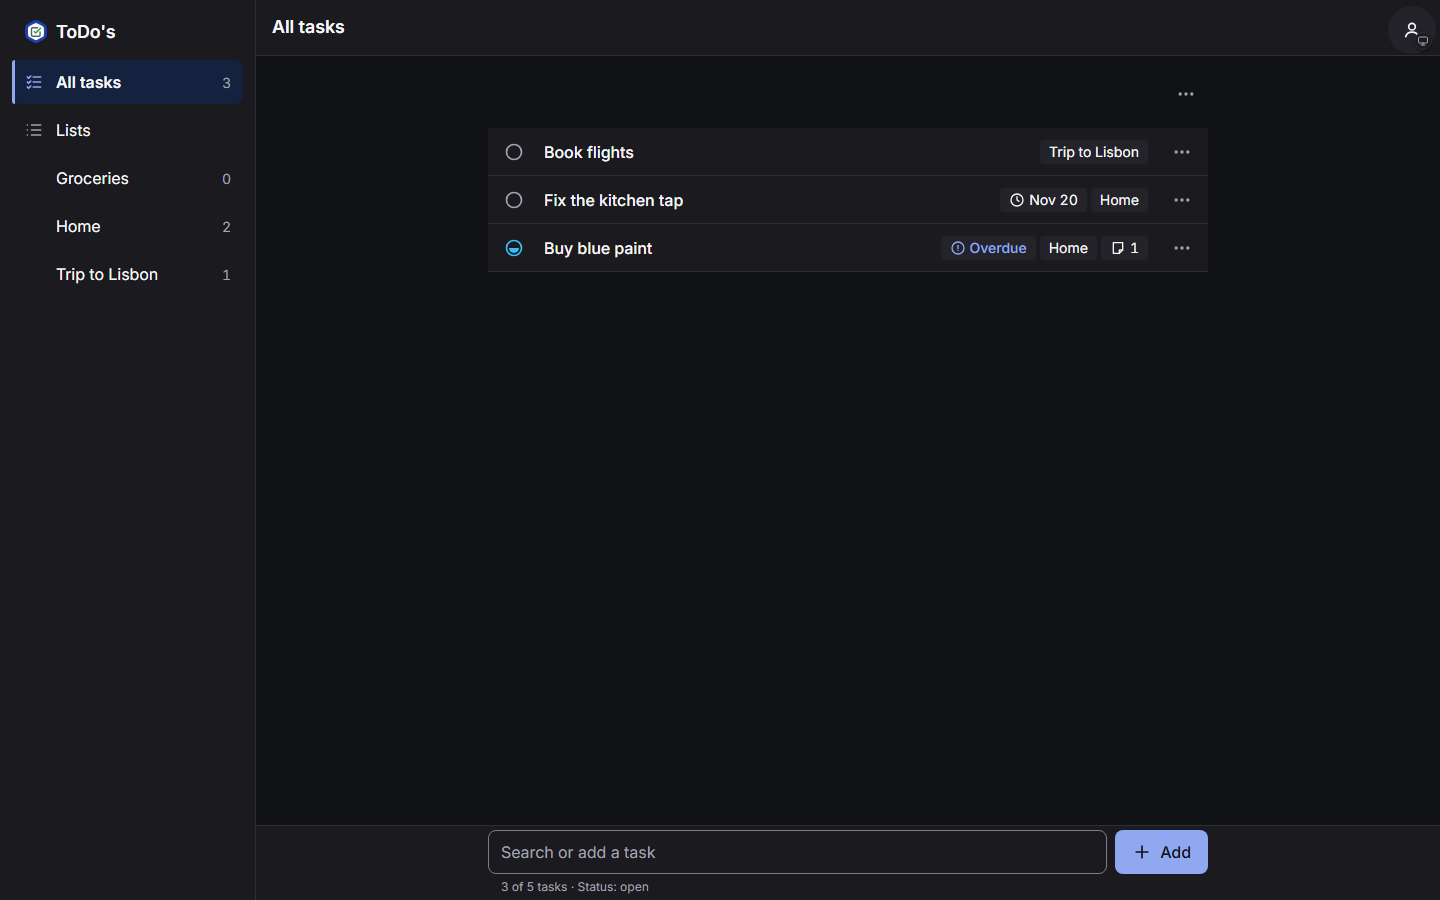 ToDo's
All tasks 3
Lists
Groceries 0
Home 2
Trip to Lisbon 1
All tasks
Book flights Trip to Lisbon
Fix the kitchen tap Nov 20 Home
Buy blue paint Overdue Home 1
Search or add a task
Add
3 of 5 tasks · Status: open